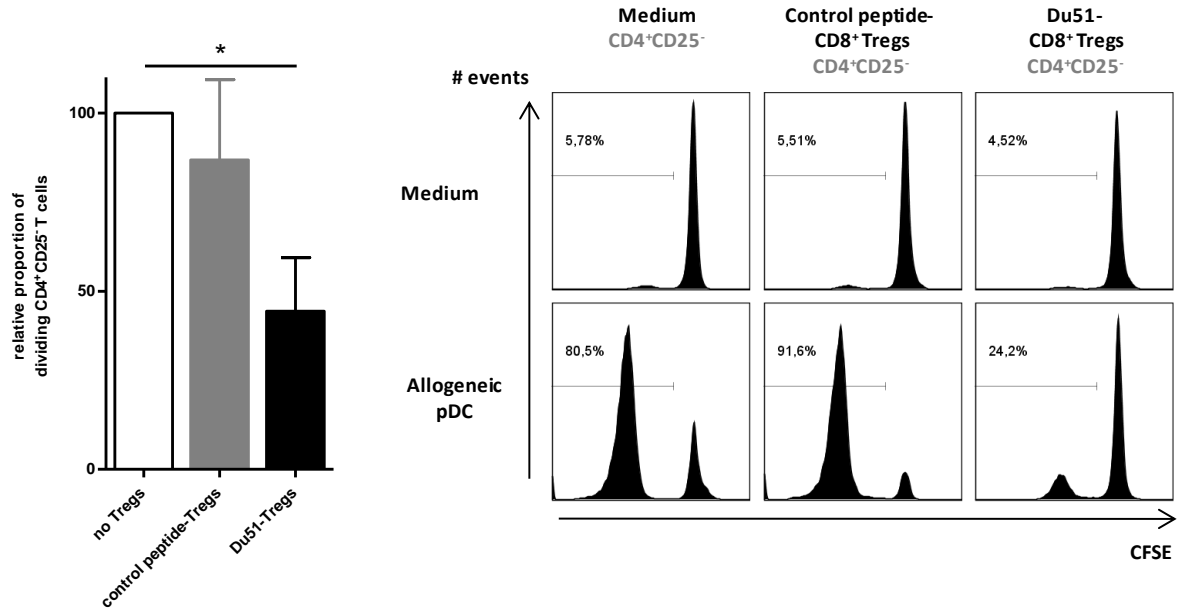 *
100
50
0
relative proportion of
dividing CD4⁺CD25⁻ T cells
no Tregs
control peptide-Tregs
Du51-Tregs
# events
Medium
CD4⁺CD25⁻
Control peptide-
CD8⁺ Tregs
CD4⁺CD25⁻
Du51-
CD8⁺ Tregs
CD4⁺CD25⁻
Medium
5,78%
5,51%
4,52%
Allogeneic
pDC
80,5%
91,6%
24,2%
CFSE